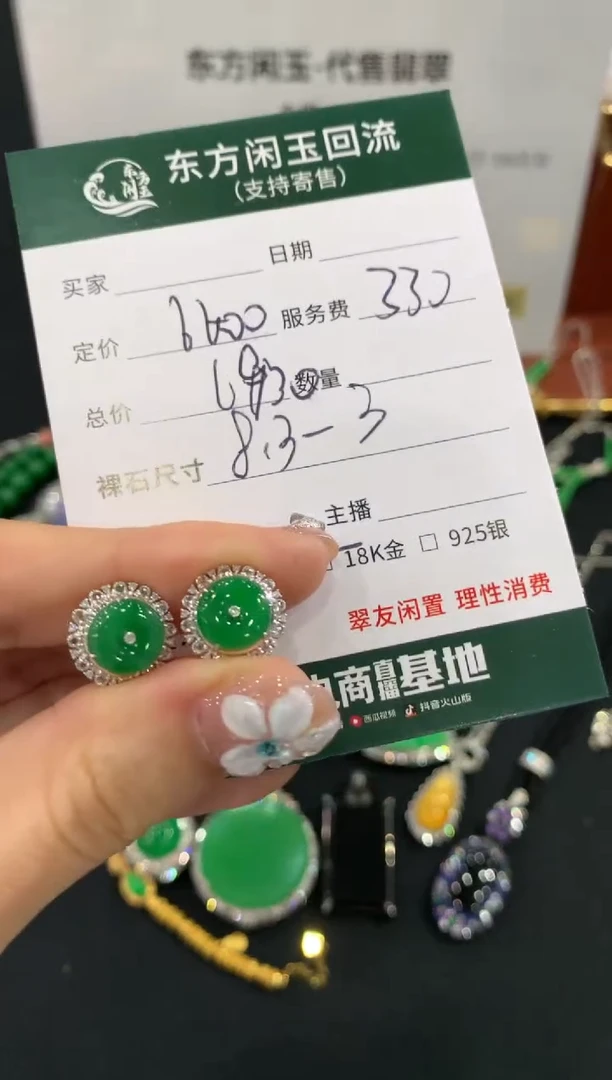 东方闲玉·代售翡翠
东方闲玉回流
(支持寄售)
买家 日期
定价 6600 服务费 330
总价 6930 数量
裸石尺寸 8.3-3
主播
18K金 □ 925银
翠友闲置 理性消费
电商直播基地
西瓜视频 抖音火山版